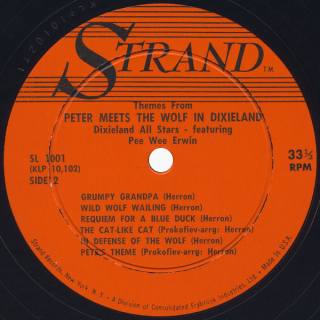 STRAND
T.M.
Themes From
PETER MEETS THE WOLF IN DIXIELAND
Dixieland All Stars - featuring
Pee Wee Erwin
SL 1001
(KLP 10,102)
SIDE 2
33⅓
RPM
GRUMPY GRANDPA (Herron)
WILD WOLF WAILING (Herron)
REQUIEM FOR A BLUE DUCK (Herron)
THE CAT-LIKE CAT (Prokofiev-arrg: Herron)
IN DEFENSE OF THE WOLF (Herron)
PETE'S THEME (Prokofiev-arrg: Herron)
Strand Records, New York, N. Y. - A Division of Consolidated Frybrook Industries, Ltd. • Made In U.S.A.